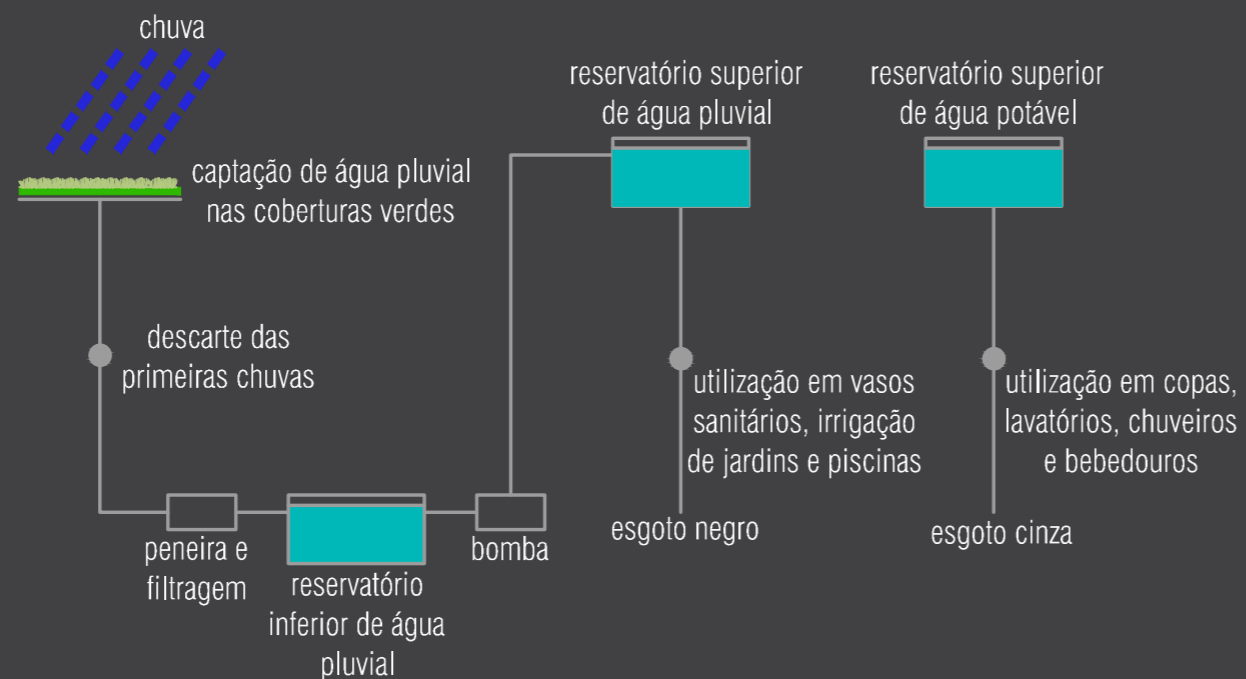 chuva
captação de água pluvial
nas coberturas verdes
descarte das
primeiras chuvas
peneira e
filtragem
reservatório
inferior de água
pluvial
bomba
reservatório superior
de água pluvial
utilização em vasos
sanitários, irrigação
de jardins e piscinas
esgoto negro
reservatório superior
de água potável
utilização em copas,
lavatórios, chuveiros
e bebedouros
esgoto cinza